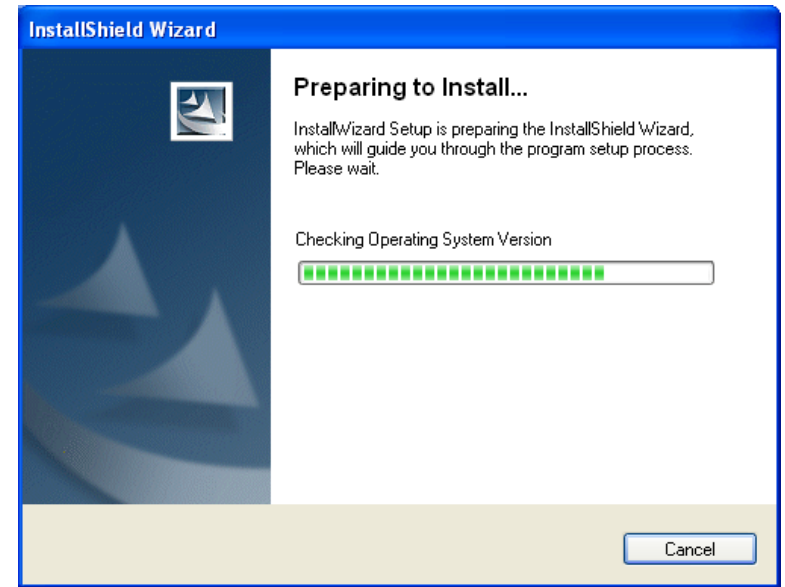 InstallShield Wizard
Preparing to Install...
InstallWizard Setup is preparing the InstallShield Wizard,
which will guide you through the program setup process.
Please wait.
Checking Operating System Version
Cancel